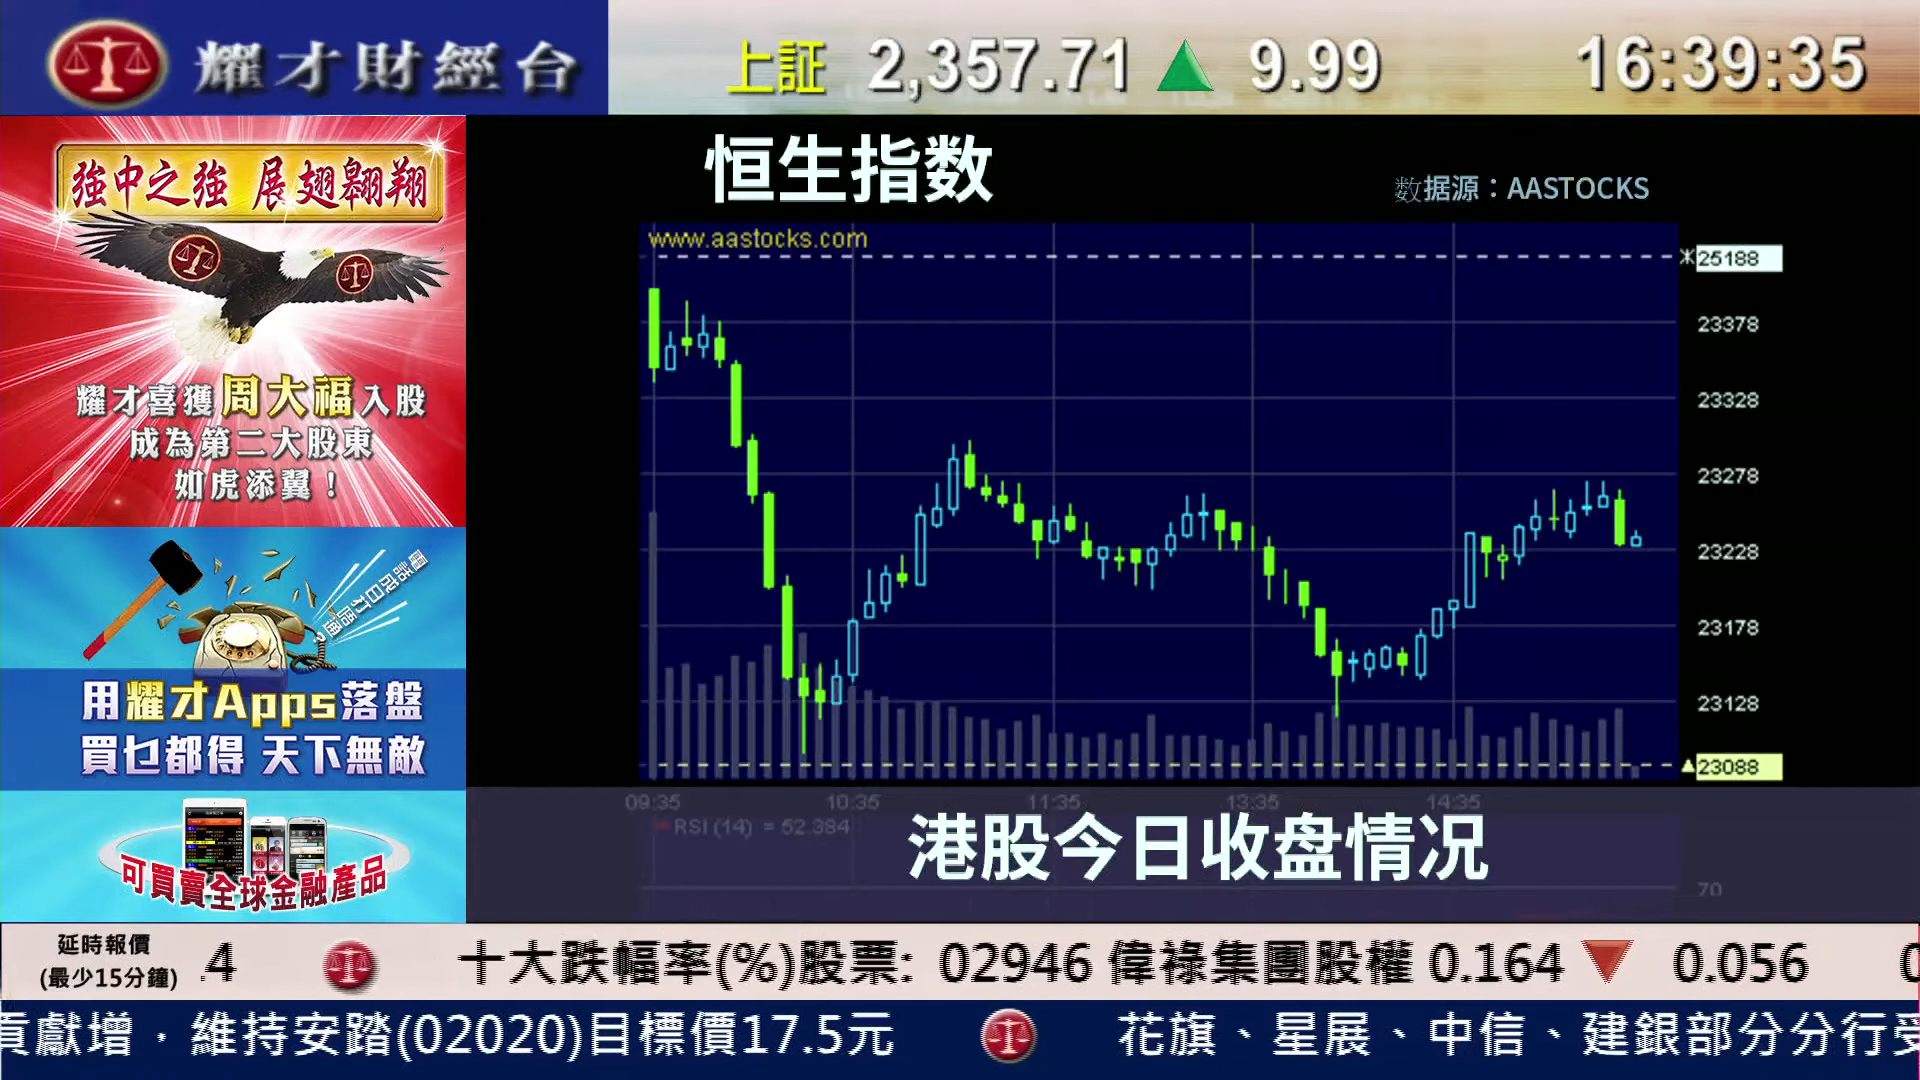 耀才財經台
上証 2,357.71 ▲ 9.99 16:39:35
強中之強 展翅翱翔
耀才喜獲周大福入股
成為第二大股東
如虎添翼！
電話成日打唔通？
用耀才Apps落盤
買乜都得 天下無敵
可買賣全球金融產品
恒生指数
数据源：AASTOCKS
www.aastocks.com
25188
23378
23328
23278
23228
23178
23128
23088
09:35 10:35 11:35 13:35 14:35
RSI (14) = 52.384
70
港股今日收盘情况
延時報價
(最少15分鐘)
.4 十大跌幅率(%)股票: 02946 偉祿集團股權 0.164 ▼ 0.056
貢獻增，維持安踏(02020)目標價17.5元 花旗、星展、中信、建銀部分分行受